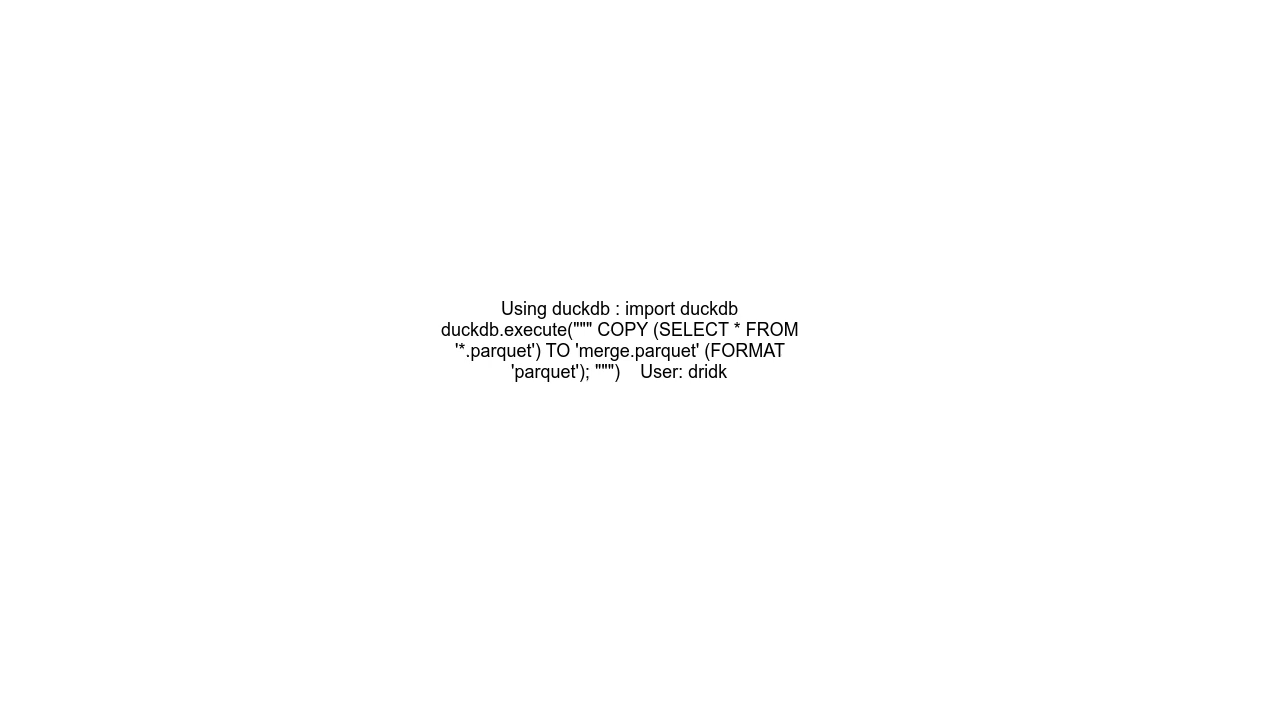 Using duckdb : import duckdb
duckdb.execute(""" COPY (SELECT * FROM
'*.parquet') TO 'merge.parquet' (FORMAT
'parquet'); """)    User: dridk